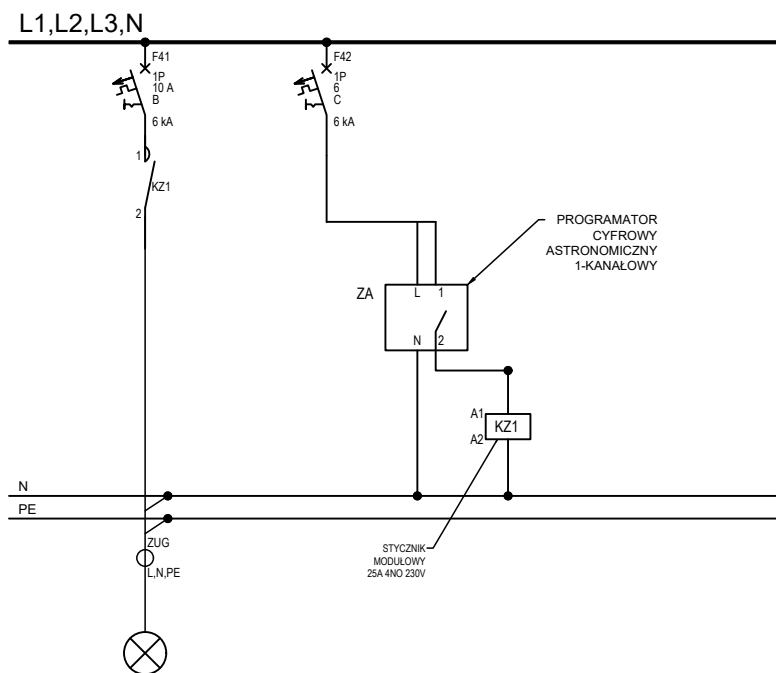 L1,L2,L3,N
F41
1P
10 A
B
6 kA
1
KZ1
2
F42
1P
6
C
6 kA
PROGRAMATOR
CYFROWY
ASTRONOMICZNY
1-KANAŁOWY
ZA
L 1
N 2
A1
KZ1
A2
N
PE
ZUG
L,N,PE
STYCZNIK
MODUŁOWY
25A 4NO 230V